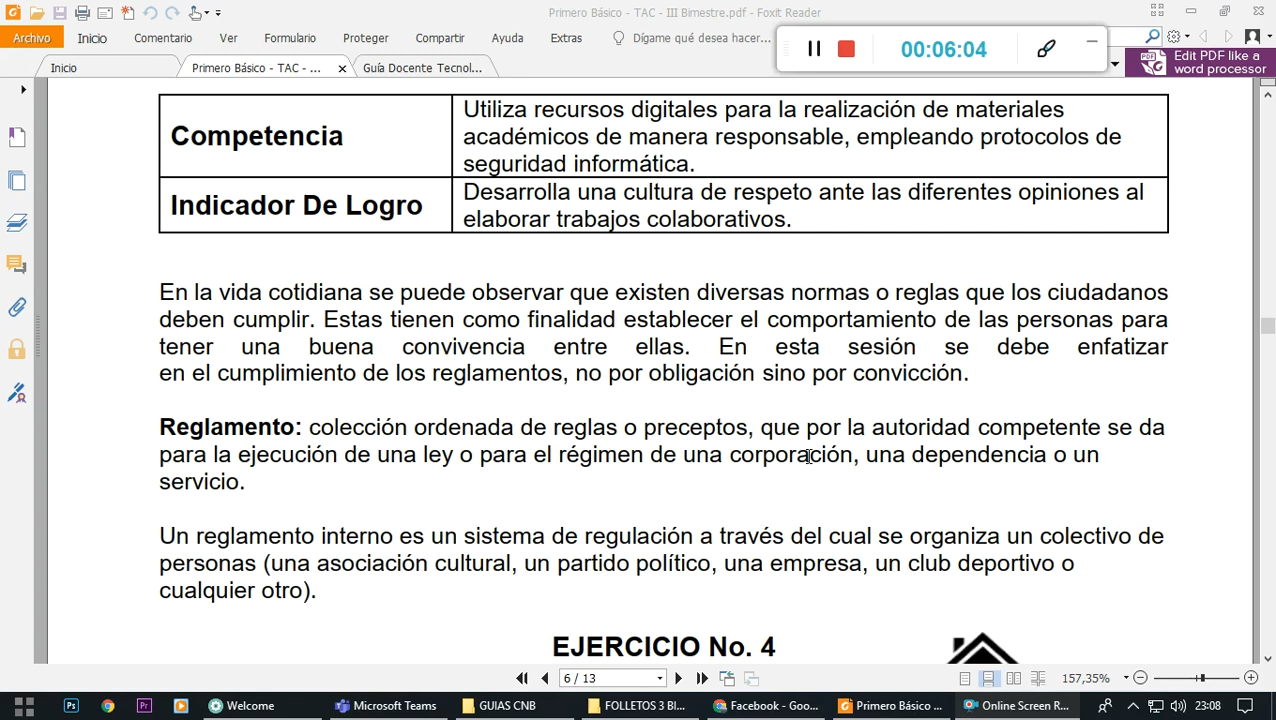 Primero Básico - TAC - III Bimestre.pdf - Foxit Reader
Archivo Inicio Comentario Ver Formulario Proteger Compartir Ayuda Extras Dígame qué desea hacer...
00:06:04
Inicio Primero Básico - TAC - ... Guía Docente Tecnol...
Edit PDF like a
word processor
Competencia
Utiliza recursos digitales para la realización de materiales
académicos de manera responsable, empleando protocolos de
seguridad informática.
Indicador De Logro
Desarrolla una cultura de respeto ante las diferentes opiniones al
elaborar trabajos colaborativos.
En la vida cotidiana se puede observar que existen diversas normas o reglas que los ciudadanos
deben cumplir. Estas tienen como finalidad establecer el comportamiento de las personas para
tener una buena convivencia entre ellas. En esta sesión se debe enfatizar
en el cumplimiento de los reglamentos, no por obligación sino por convicción.
Reglamento: colección ordenada de reglas o preceptos, que por la autoridad competente se da
para la ejecución de una ley o para el régimen de una corporación, una dependencia o un
servicio.
Un reglamento interno es un sistema de regulación a través del cual se organiza un colectivo de
personas (una asociación cultural, un partido político, una empresa, un club deportivo o
cualquier otro).
EJERCICIO No. 4
6 / 13
157,35%
Ps Pr Welcome Microsoft Teams GUIAS CNB FOLLETOS 3 BI... Facebook - Goo... Primero Básico ... Online Screen R... 23:08